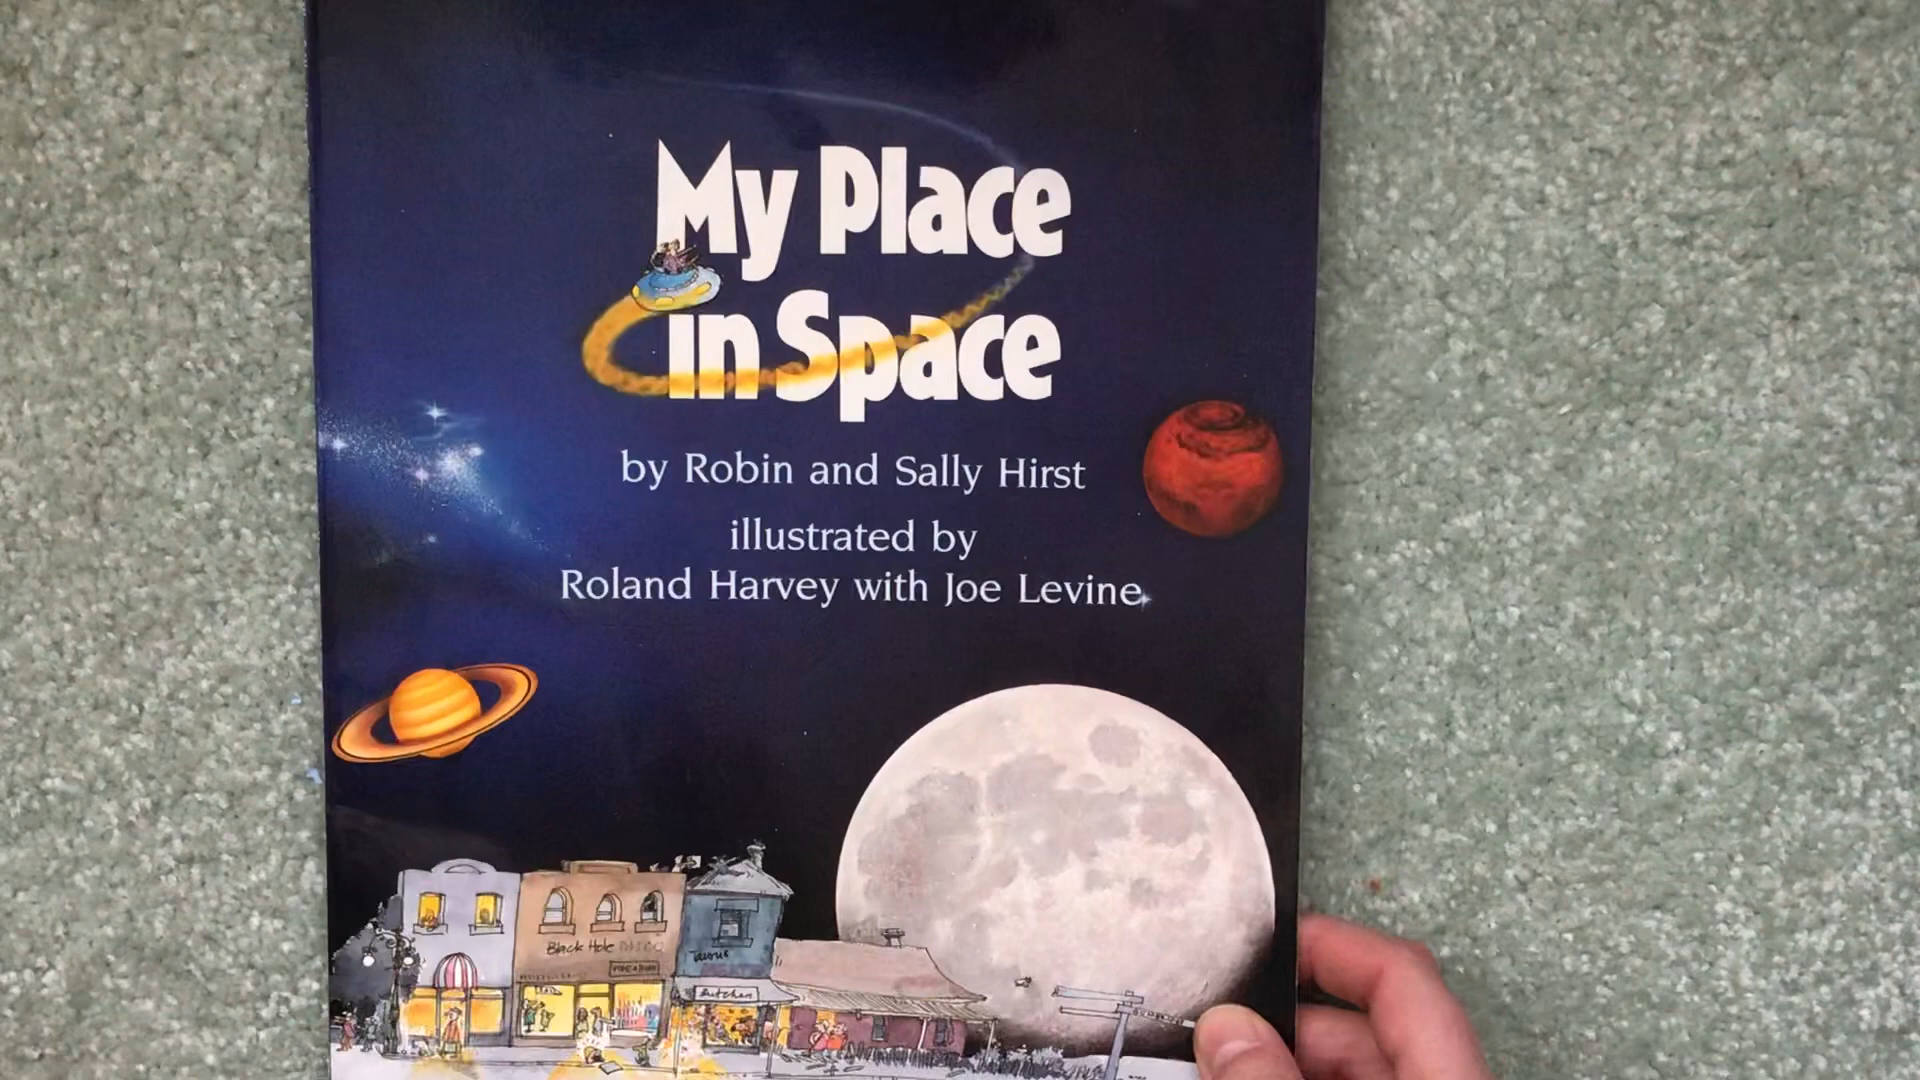 My Place
in Space
by Robin and Sally Hirst
illustrated by
Roland Harvey with Joe Levine
Black Hole
Taurus
Butcher